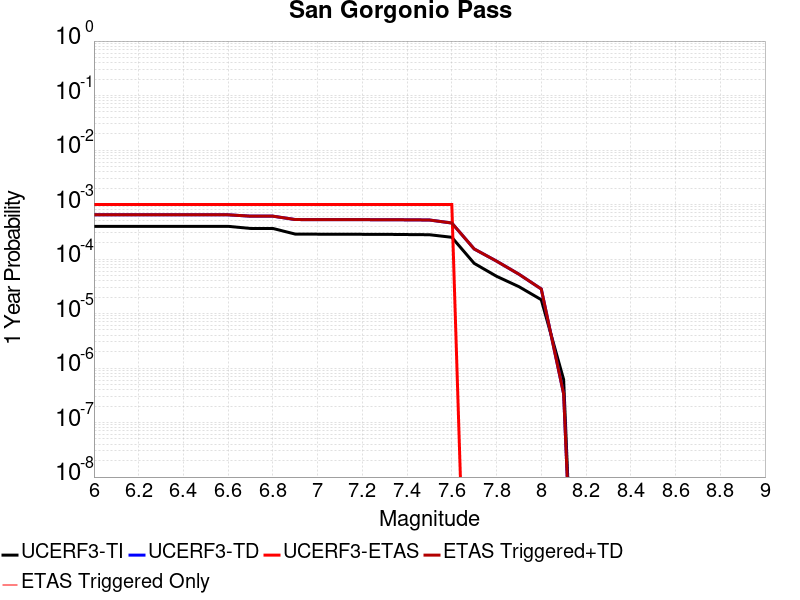 San Gorgonio Pass
10^0
10^-1
10^-2
10^-3
10^-4
10^-5
10^-6
10^-7
10^-8
1 Year Probability
6 6.2 6.4 6.6 6.8 7 7.2 7.4 7.6 7.8 8 8.2 8.4 8.6 8.8 9
Magnitude
UCERF3-TI UCERF3-TD UCERF3-ETAS ETAS Triggered+TD
ETAS Triggered Only